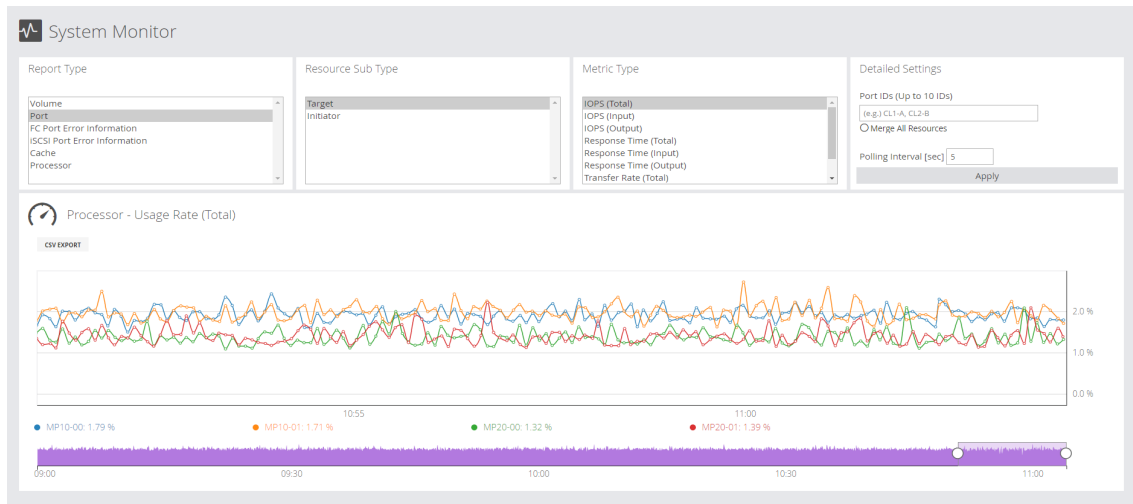 System Monitor
Report Type
Volume
Port
FC Port Error Information
iSCSI Port Error Information
Cache
Processor
Resource Sub Type
Target
Initiator
Metric Type
IOPS (Total)
IOPS (Input)
IOPS (Output)
Response Time (Total)
Response Time (Input)
Response Time (Output)
Transfer Rate (Total)
Detailed Settings
Port IDs (Up to 10 IDs)
(e.g.) CL1-A, CL2-B
Merge All Resources
Polling Interval [sec] 5
Apply
Processor - Usage Rate (Total)
CSV EXPORT
2.0 %
1.0 %
0.0 %
10:55 11:00
MP10-00: 1.79 % MP10-01: 1.71 % MP20-00: 1.32 % MP20-01: 1.39 %
09:00 09:30 10:00 10:30 11:00